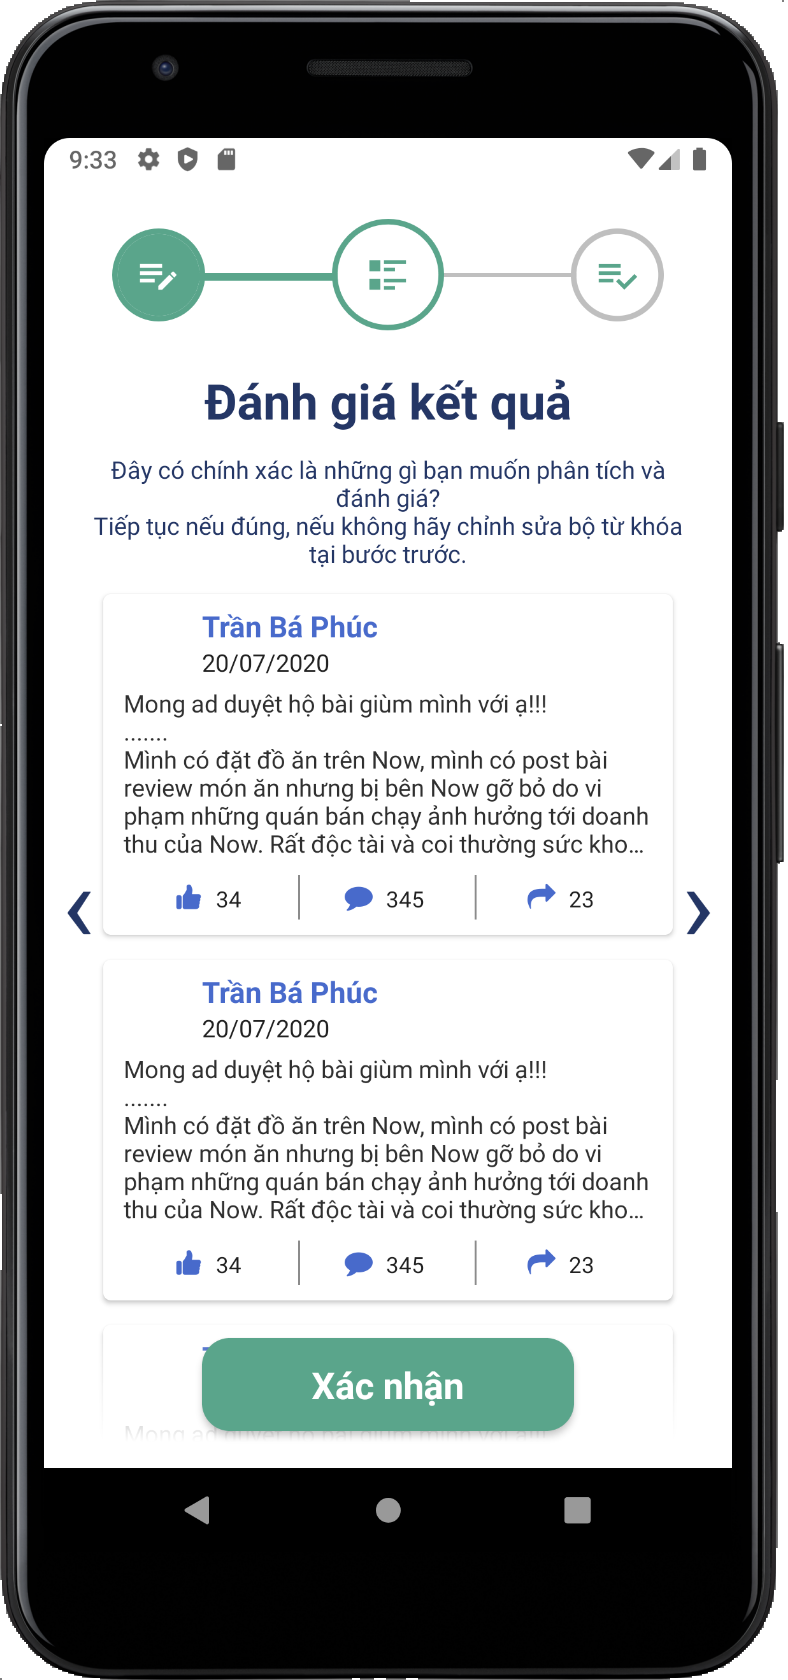 9:33
Đánh giá kết quả
Đây có chính xác là những gì bạn muốn phân tích và
đánh giá?
Tiếp tục nếu đúng, nếu không hãy chỉnh sửa bộ từ khóa
tại bước trước.
Trần Bá Phúc
20/07/2020
Mong ad duyệt hộ bài giùm mình với ạ!!!
.......
Mình có đặt đồ ăn trên Now, mình có post bài
review món ăn nhưng bị bên Now gỡ bỏ do vi
phạm những quán bán chạy ảnh hưởng tới doanh
thu của Now. Rất độc tài và coi thường sức kho...
34 345 23
Trần Bá Phúc
20/07/2020
Mong ad duyệt hộ bài giùm mình với ạ!!!
.......
Mình có đặt đồ ăn trên Now, mình có post bài
review món ăn nhưng bị bên Now gỡ bỏ do vi
phạm những quán bán chạy ảnh hưởng tới doanh
thu của Now. Rất độc tài và coi thường sức kho...
34 345 23
Xác nhận
Mong ad duyệt hộ bài giùm mình với ạ!!!